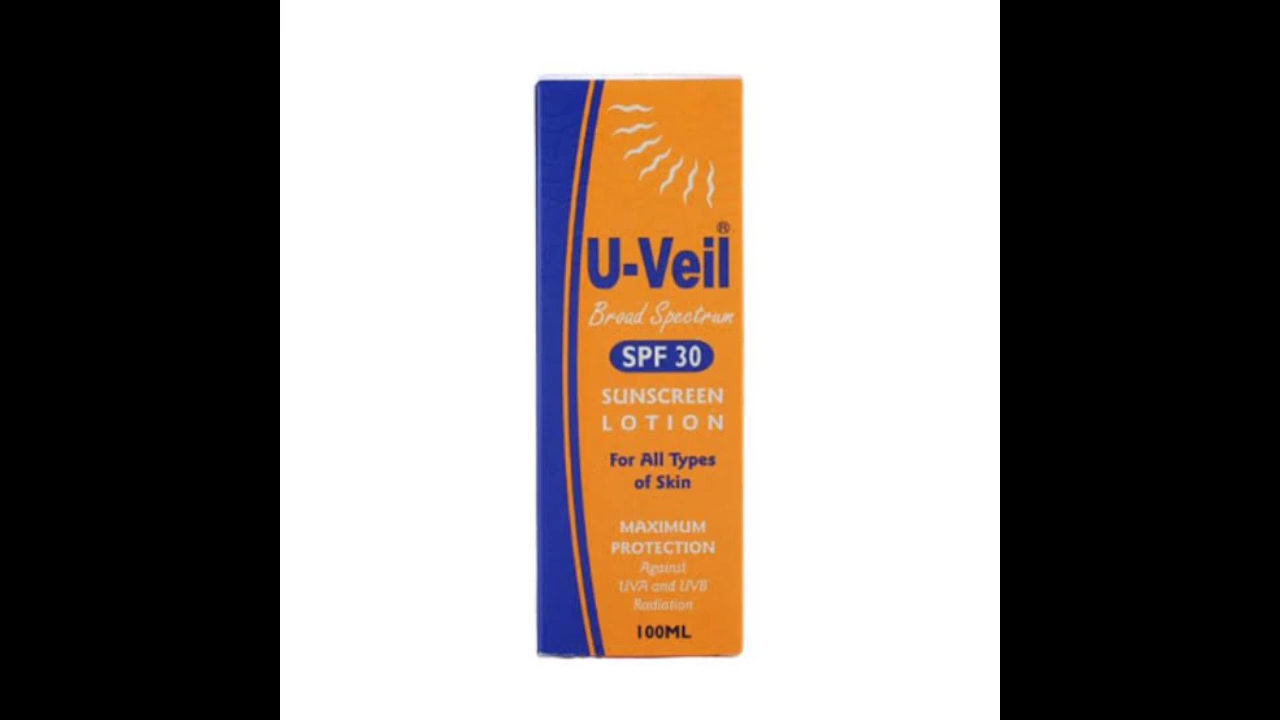 U-Veil®
Broad Spectrum
SPF 30
SUNSCREEN
LOTION
For All Types
of Skin
MAXIMUM
PROTECTION
Against
UVA and UVB
Radiation
100ML